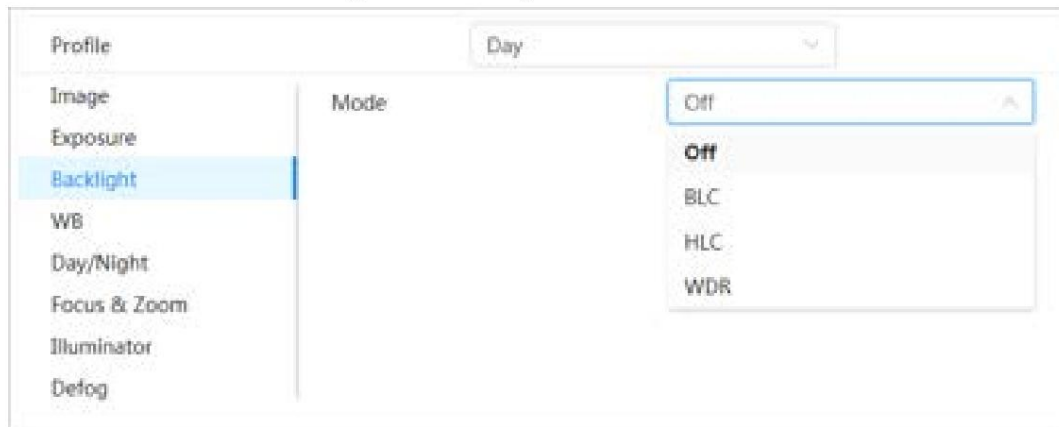 Profile
Day
Image
Mode
Off
Exposure
Off
Backlight
BLC
WB
HLC
Day/Night
WDR
Focus & Zoom
Illuminator
Defog